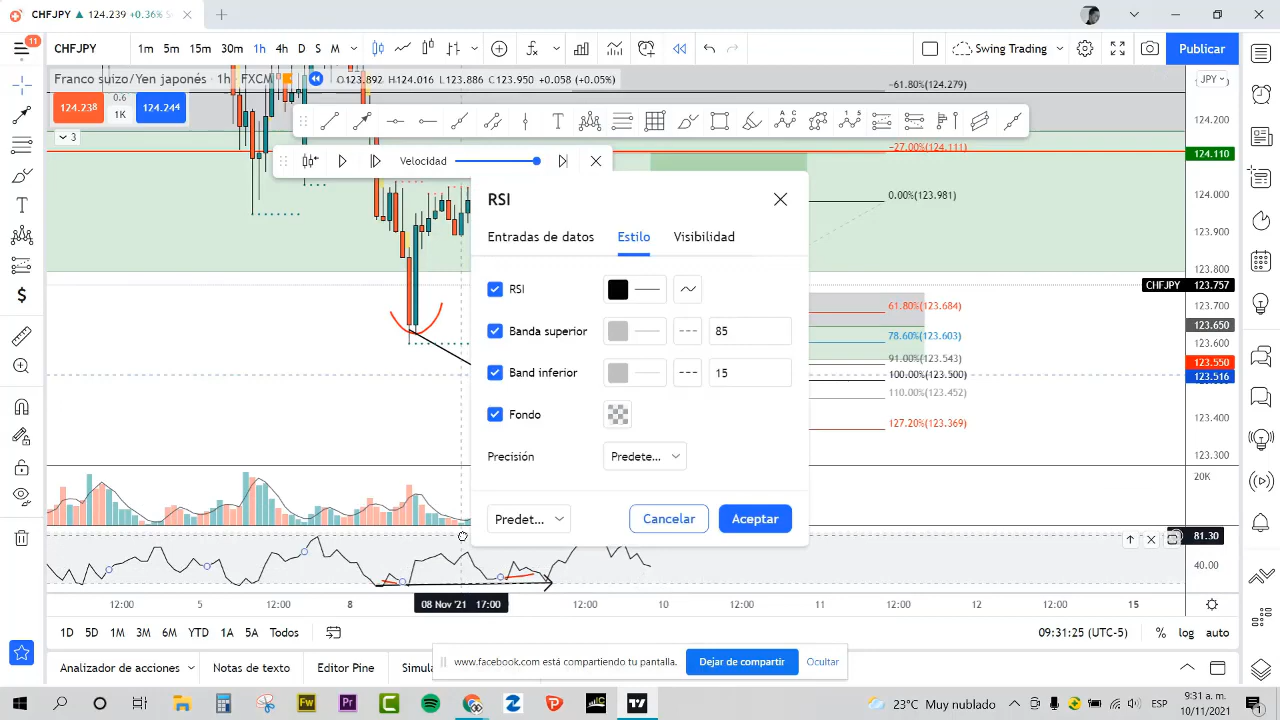 CHFJPY ▲ 124.239 +0.36% S
11
CHFJPY
1m 5m 15m 30m 1h 4h D S M
Swing Trading
Publicar
Franco suizo/Yen japonés · 1h · FXCM
O123.892 H124.016 L123.886 C123.950 +0.058 (+0.05%)
JPY
124.238
0.6
1K
124.244
3
Velocidad
−61.80%(124.279)
−27.00%(124.111)
0.00%(123.981)
61.80%(123.684)
78.60%(123.603)
91.00%(123.543)
100.00%(123.500)
110.00%(123.452)
127.20%(123.369)
124.200
124.110
124.000
123.900
123.800
CHFJPY 123.757
123.700
123.650
123.600
123.550
123.516
123.400
123.300
20K
81.30
40.00
RSI
Entradas de datos Estilo Visibilidad
RSI
Banda superior 85
Band inferior 15
Fondo
Precisión Predete...
Predet... Cancelar Aceptar
12:00 5 12:00 8 08 Nov '21 17:00 12:00 10 12:00 11 12:00 12 12:00 15
1D 5D 1M 3M 6M YTD 1A 5A Todos
09:31:25 (UTC-5) % log auto
Analizador de acciones Notas de texto Editor Pine Simula
www.facebook.com está compartiendo tu pantalla. Dejar de compartir Ocultar
Fw Pr C
23°C Muy nublado
ESP
9:31 a. m.
10/11/2021